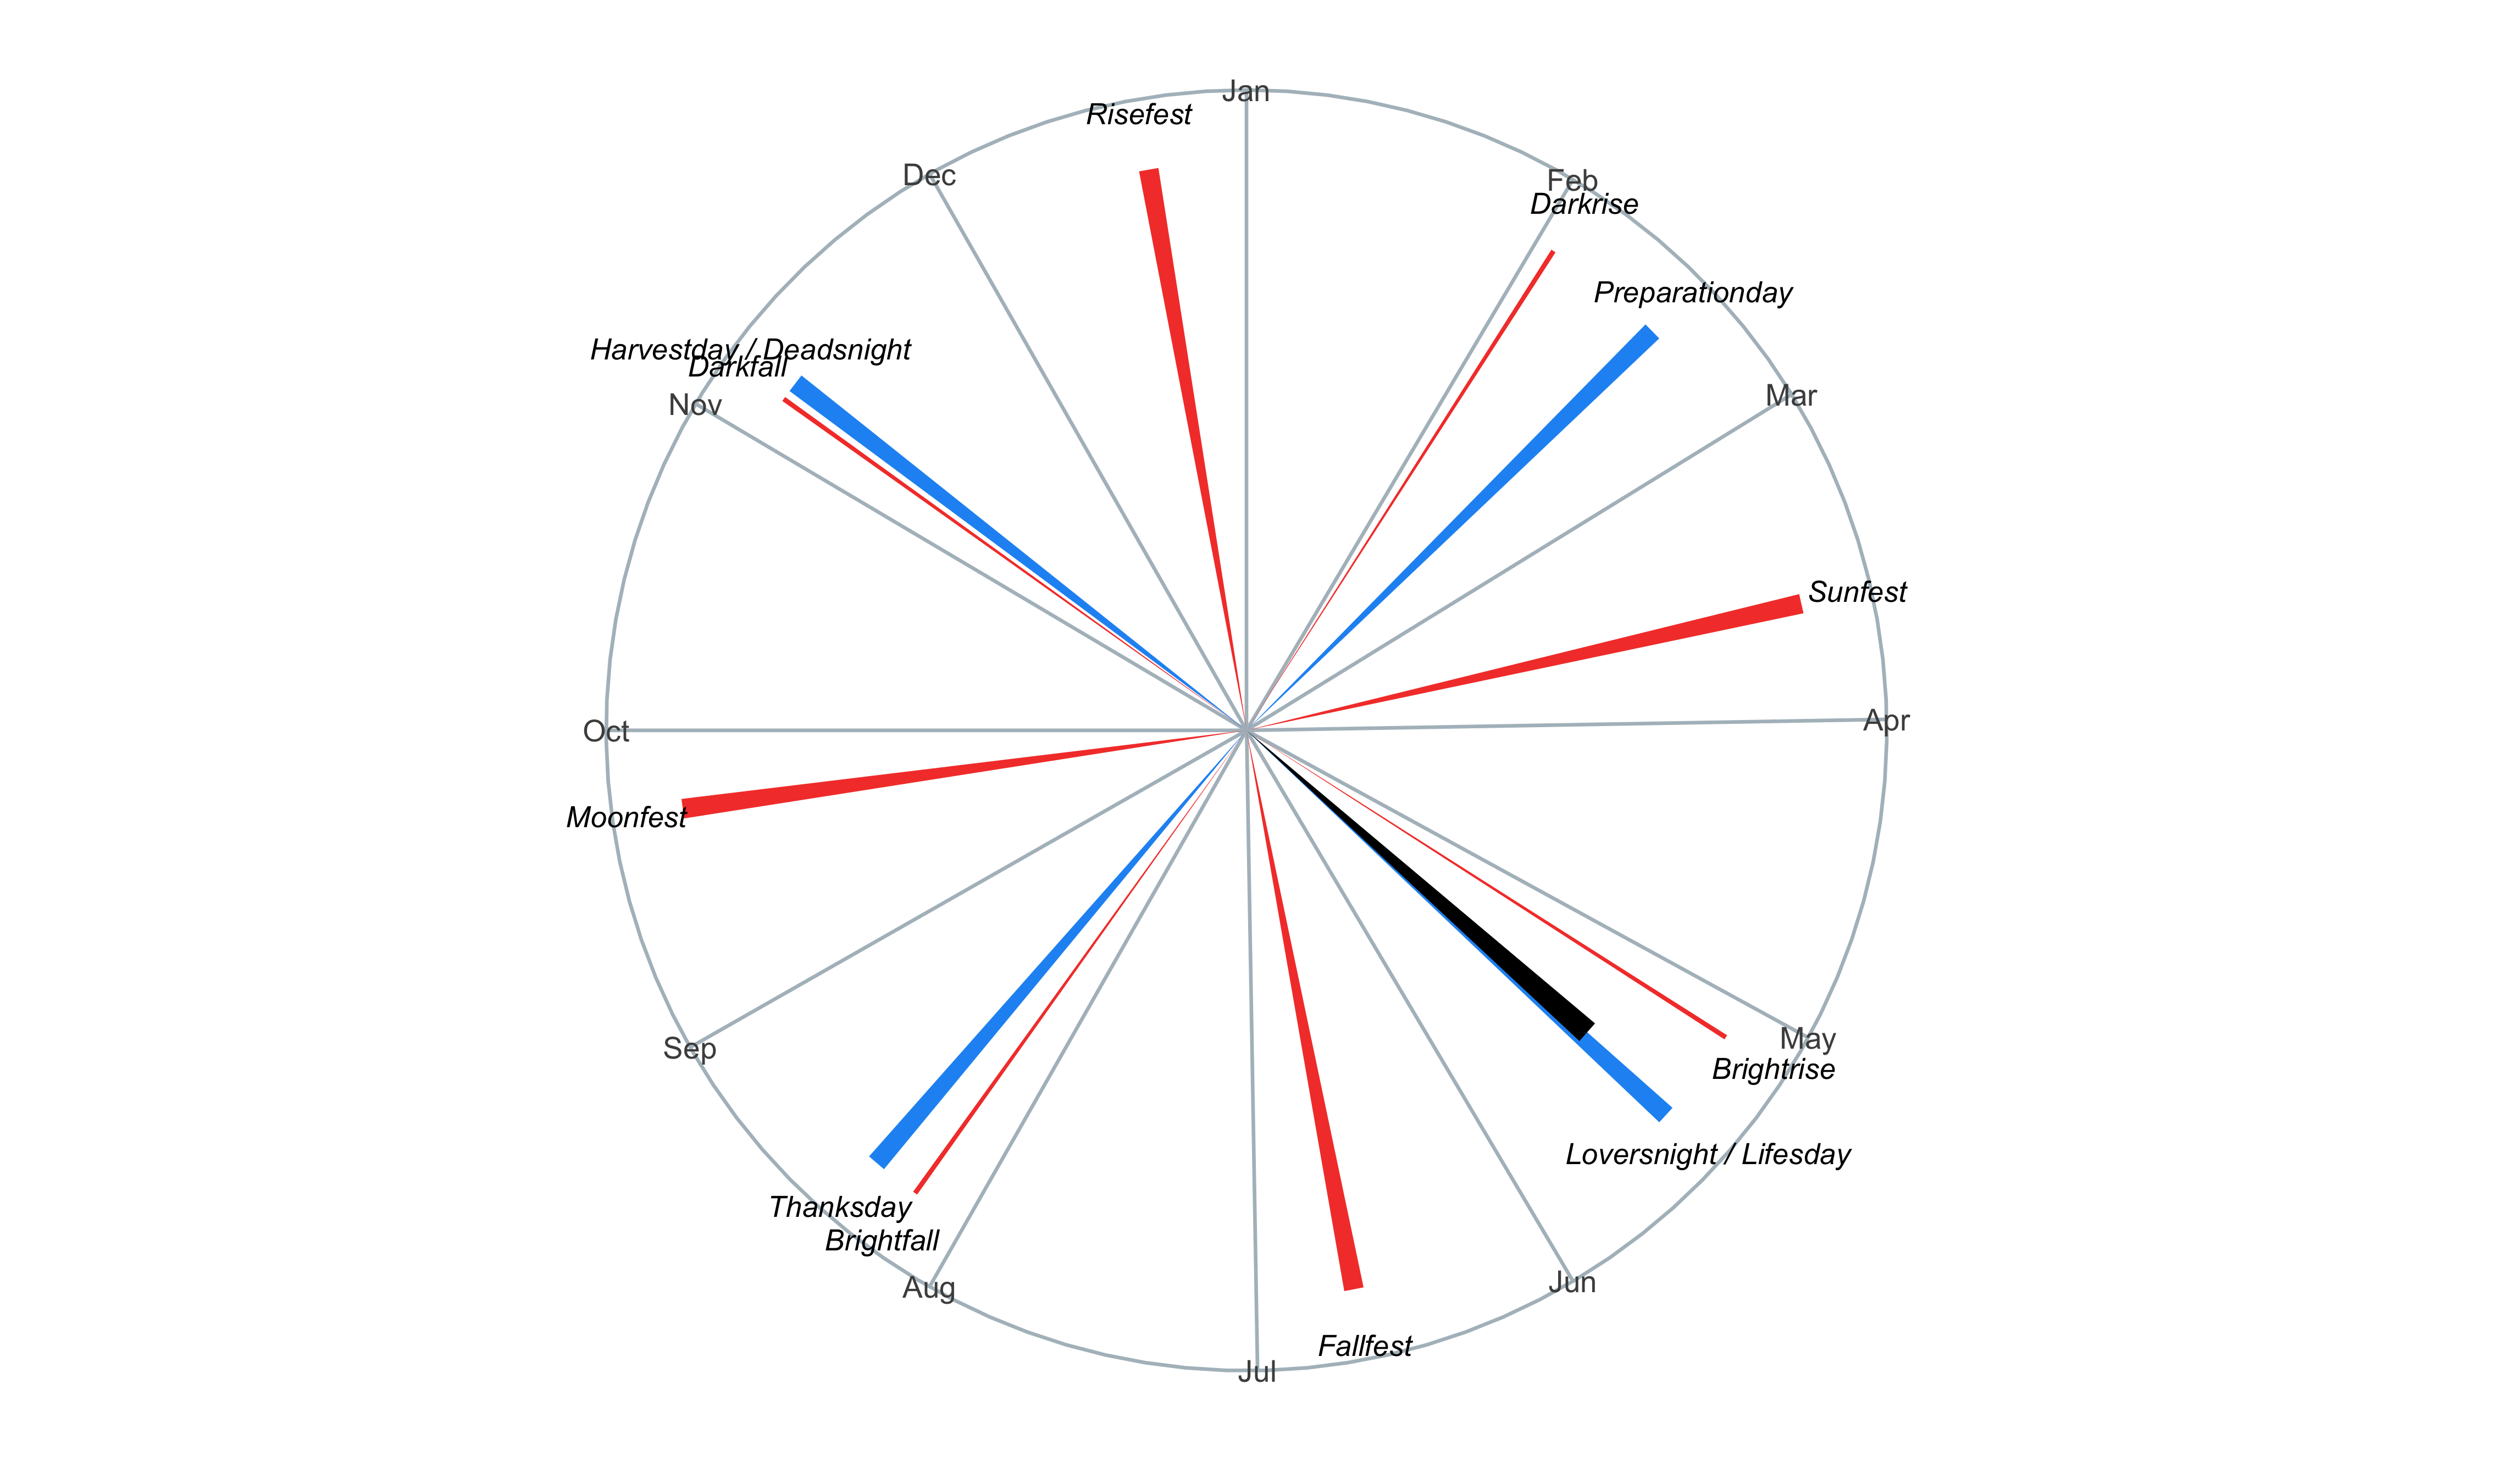 Jan
Risefest
Dec
Feb
Darkrise
Preparationday
Harvestday / Deadsnight
Darkfall
Nov
Mar
Sunfest
Oct
Apr
Moonfest
Sep
May
Brightrise
Loversnight / Lifesday
Thanksday
Brightfall
Aug
Jun
Fallfest
Jul